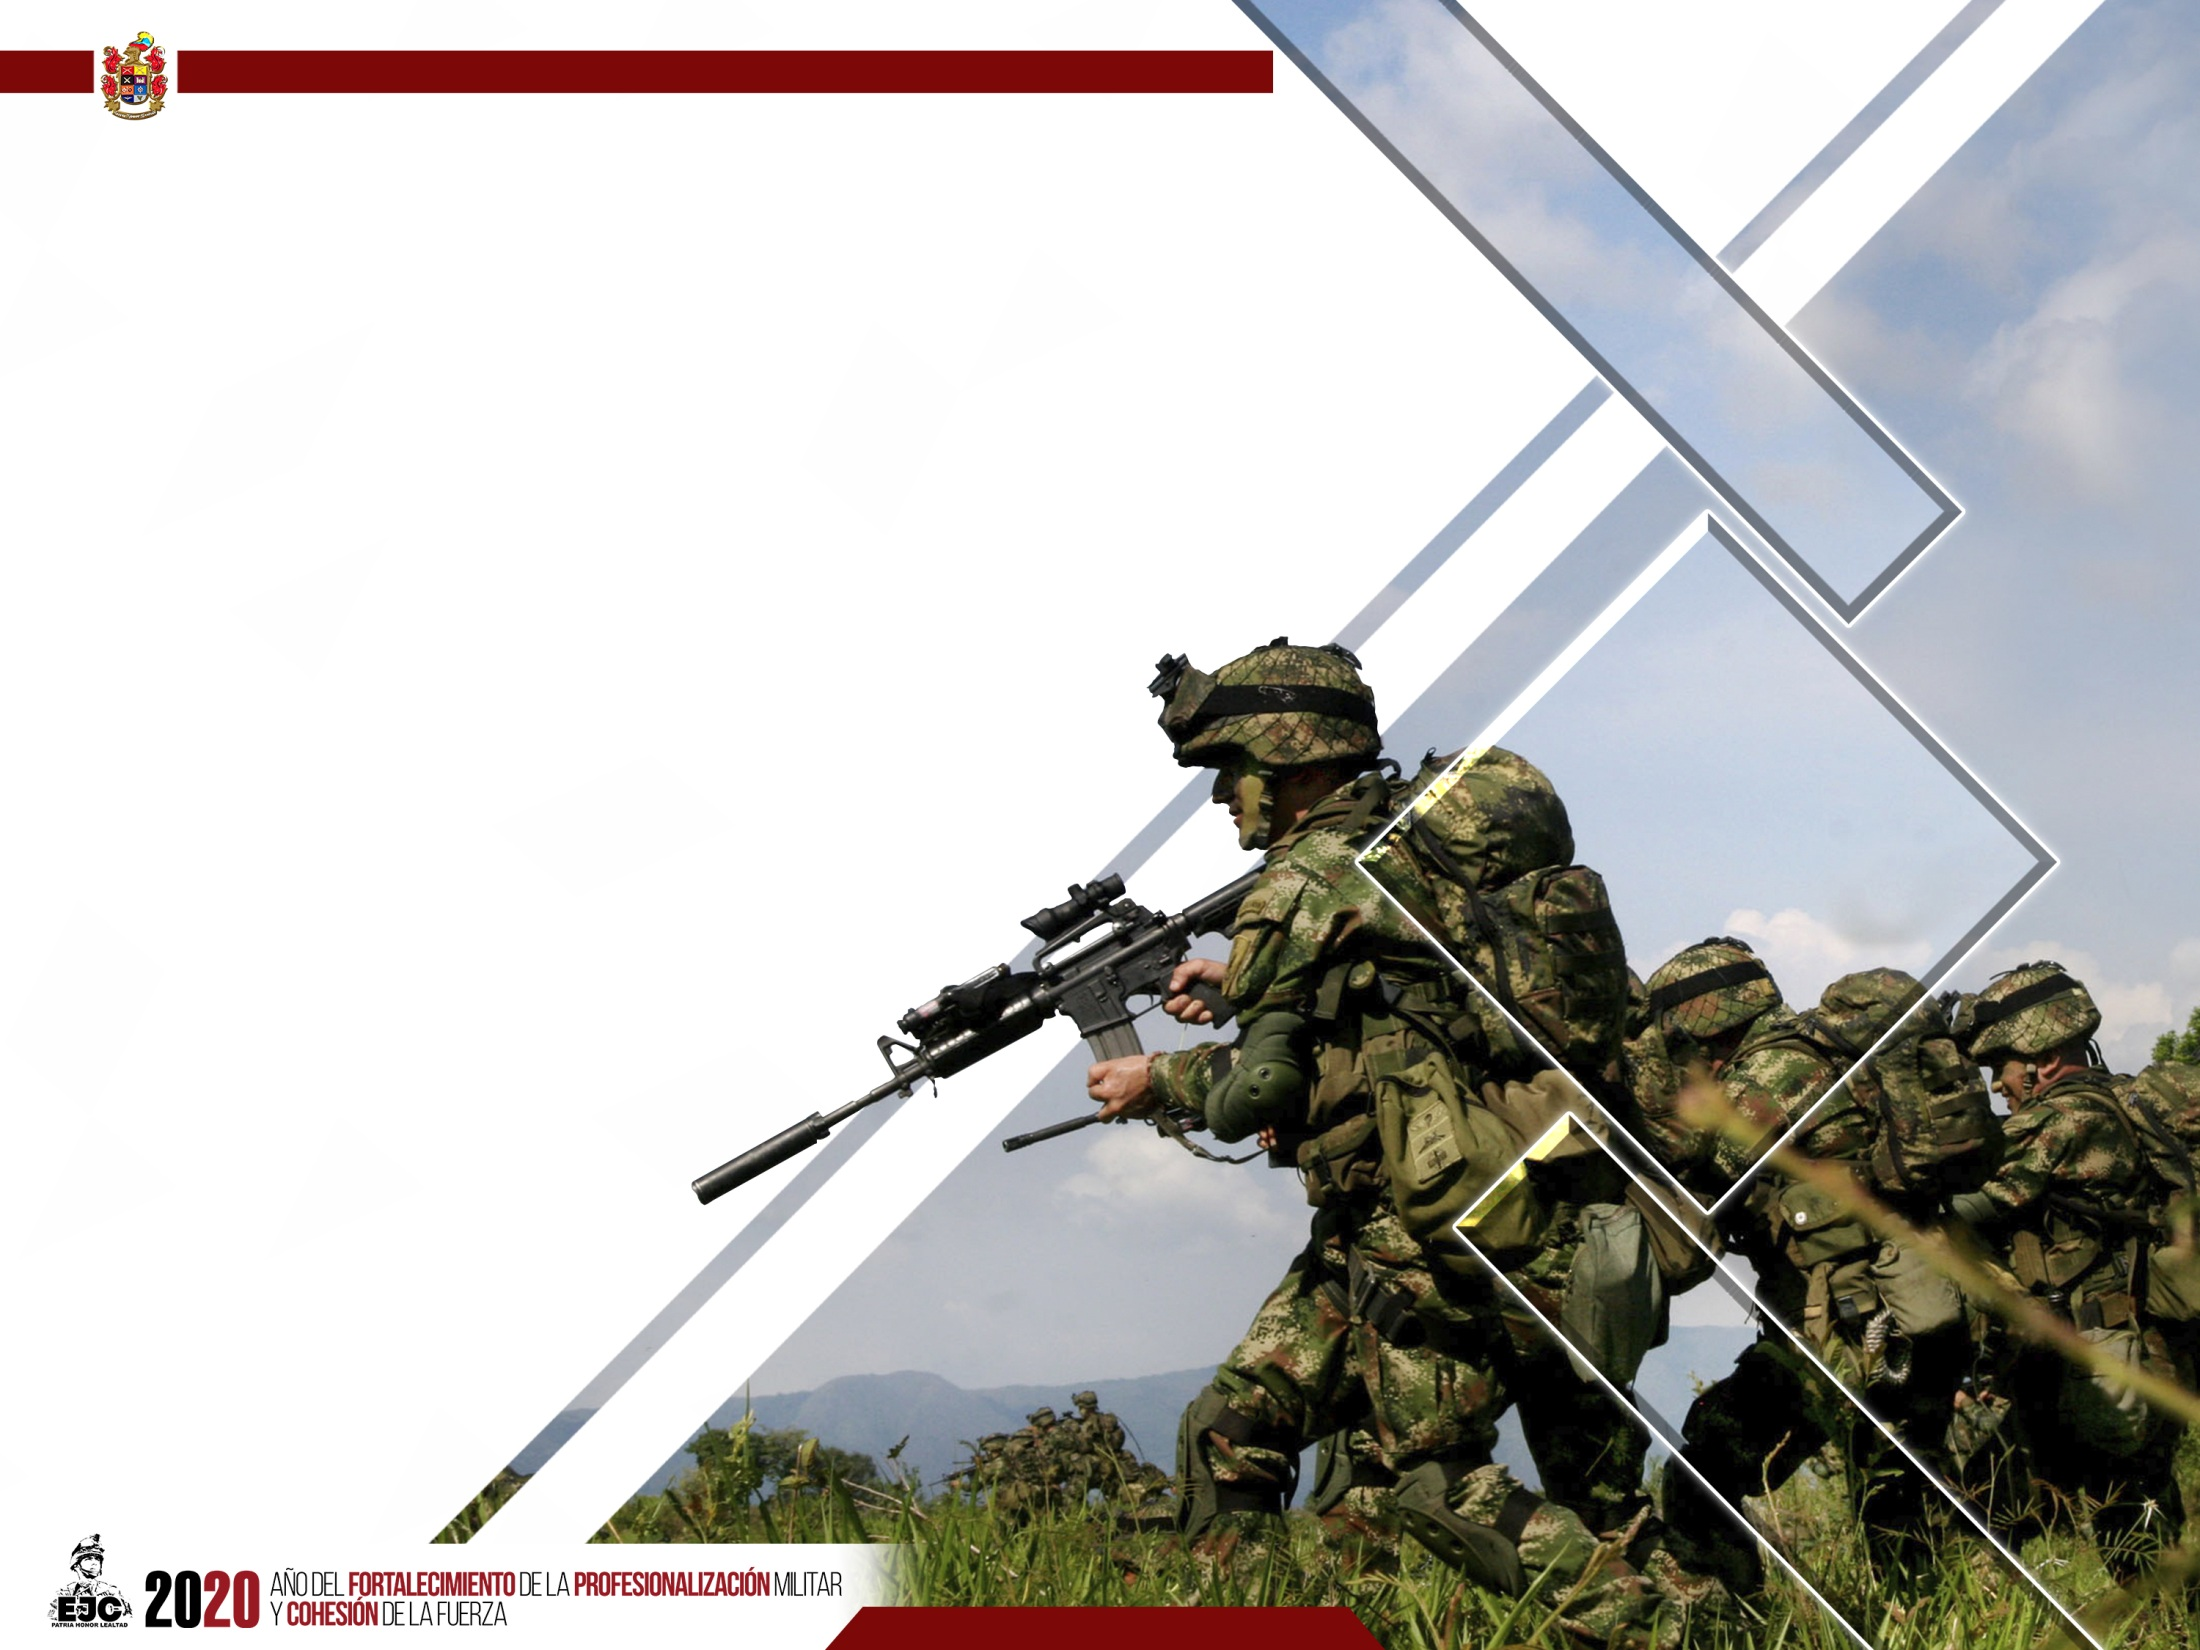 EJC
PATRIA HONOR LEALTAD
2020
AÑO DEL FORTALECIMIENTO DE LA PROFESIONALIZACIÓN MILITAR
Y COHESIÓN DE LA FUERZA